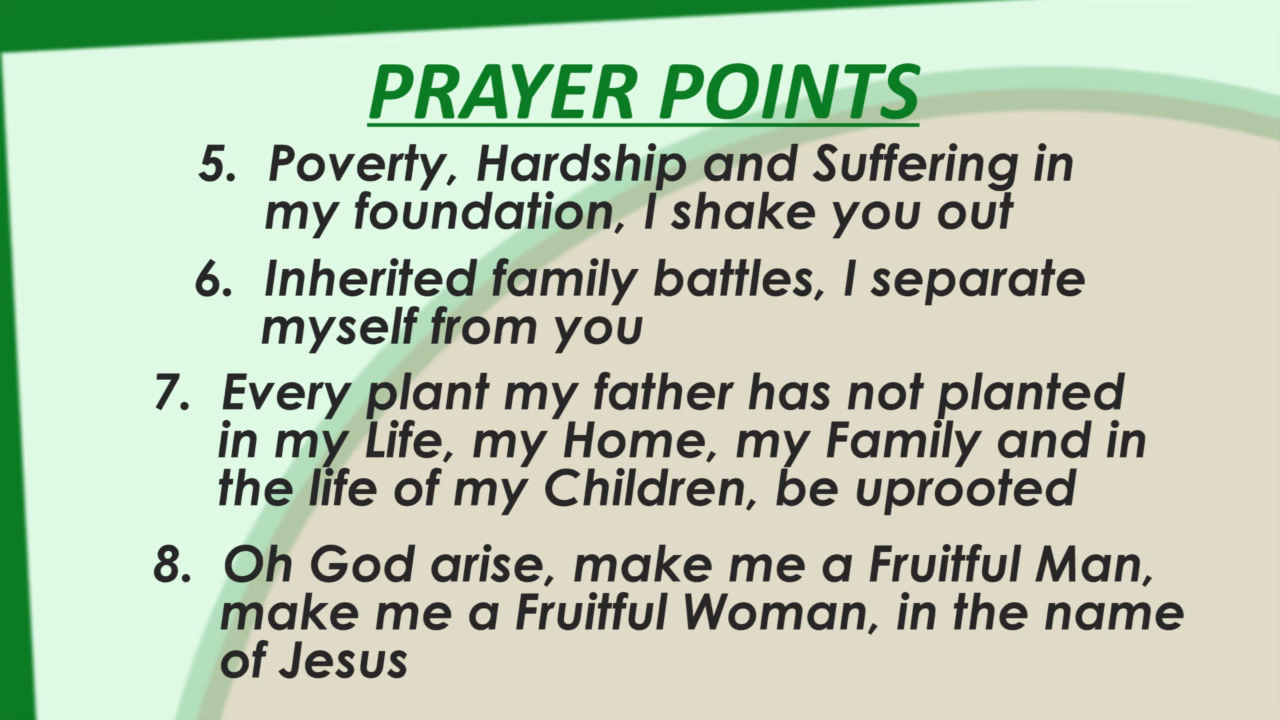 PRAYER POINTS
5. Poverty, Hardship and Suffering in
my foundation, I shake you out
6. Inherited family battles, I separate
myself from you
7. Every plant my father has not planted
in my Life, my Home, my Family and in
the life of my Children, be uprooted
8. Oh God arise, make me a Fruitful Man,
make me a Fruitful Woman, in the name
of Jesus